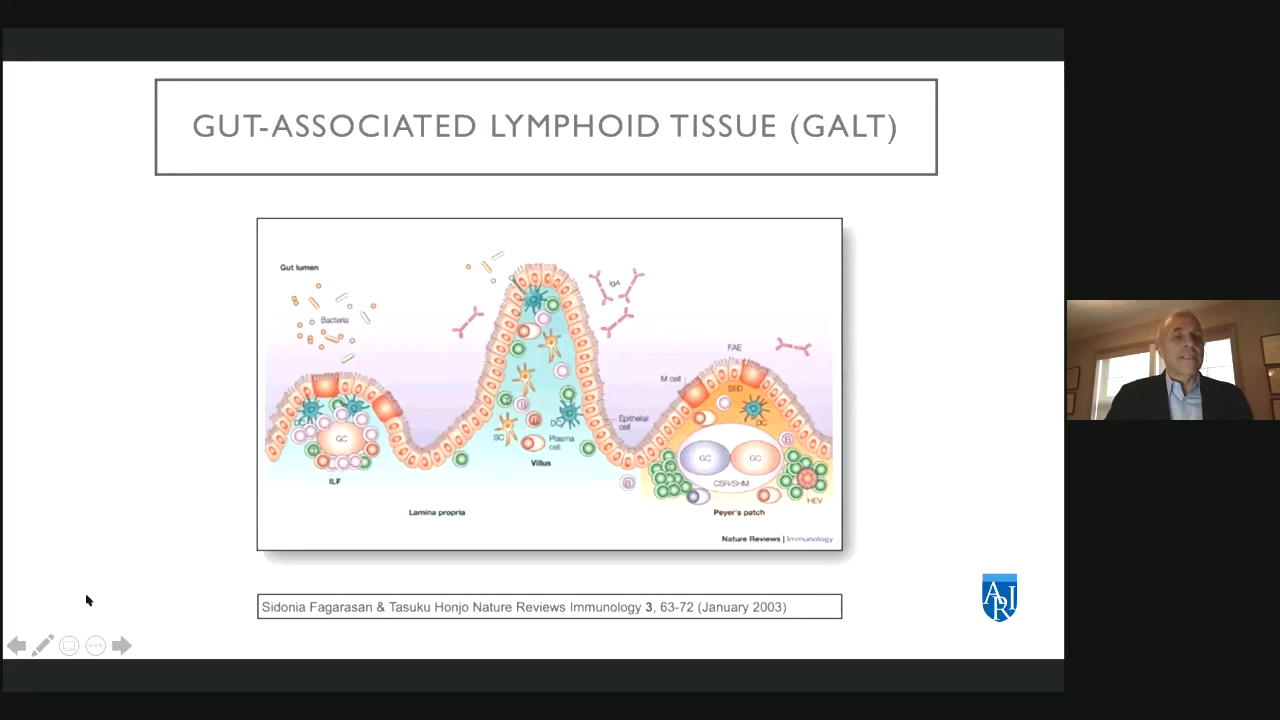 GUT-ASSOCIATED LYMPHOID TISSUE (GALT)
Gut lumen
Bacteria
IgA
FAE
M cell
SED
DC
DC
GC
Epithelial
cell
SC
DC
Plasma
cell
B
B
B
GC
GC
CSR/SHM
Villus
ILF
HEV
Lamina propria
Peyer's patch
Nature Reviews | Immunology
Sidonia Fagarasan & Tasuku Honjo Nature Reviews Immunology 3, 63-72 (January 2003)
ADRI